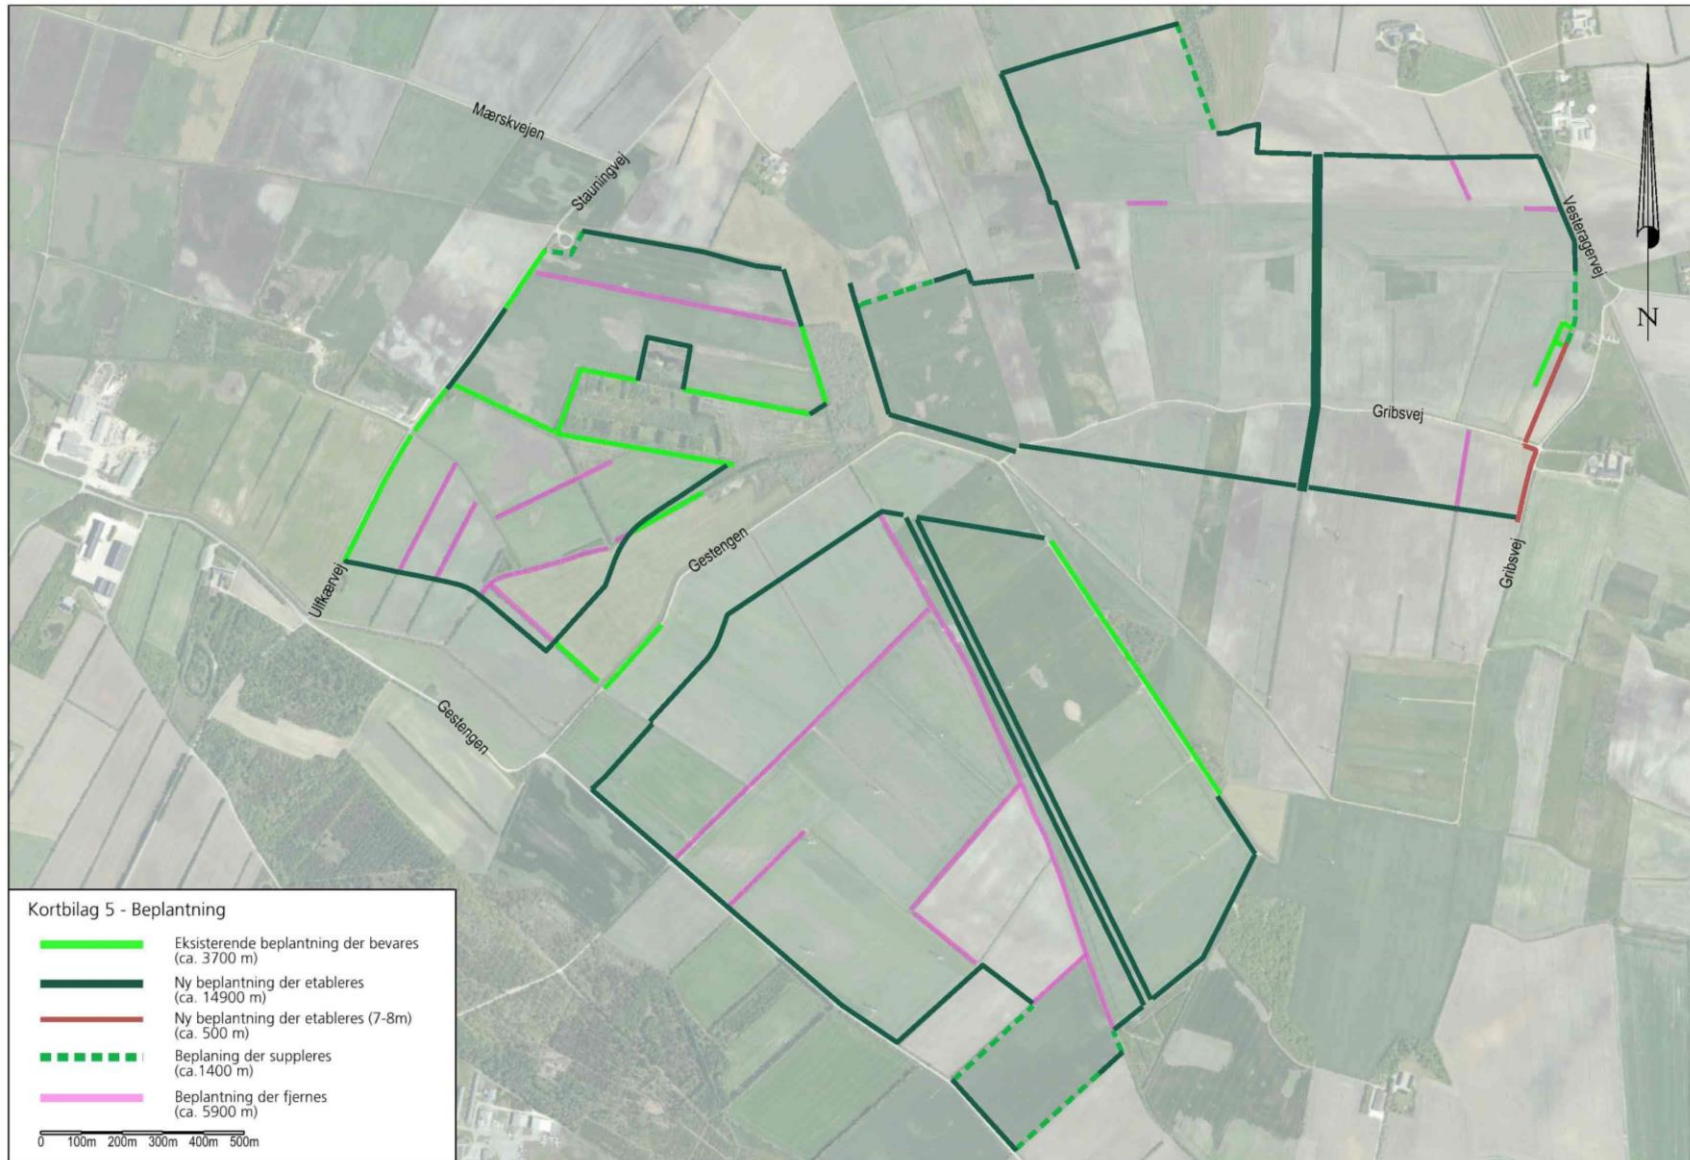 Mærskvejen
Stauningvej
Vesteragervej
N
Gribsvej
Gestengen
Gribsvej
Ulfkærvej
Gestengen
Kortbilag 5 - Beplantning
Eksisterende beplantning der bevares
(ca. 3700 m)
Ny beplantning der etableres
(ca. 14900 m)
Ny beplantning der etableres (7-8m)
(ca. 500 m)
Beplaning der suppleres
(ca.1400 m)
Beplantning der fjernes
(ca. 5900 m)
0 100m 200m 300m 400m 500m